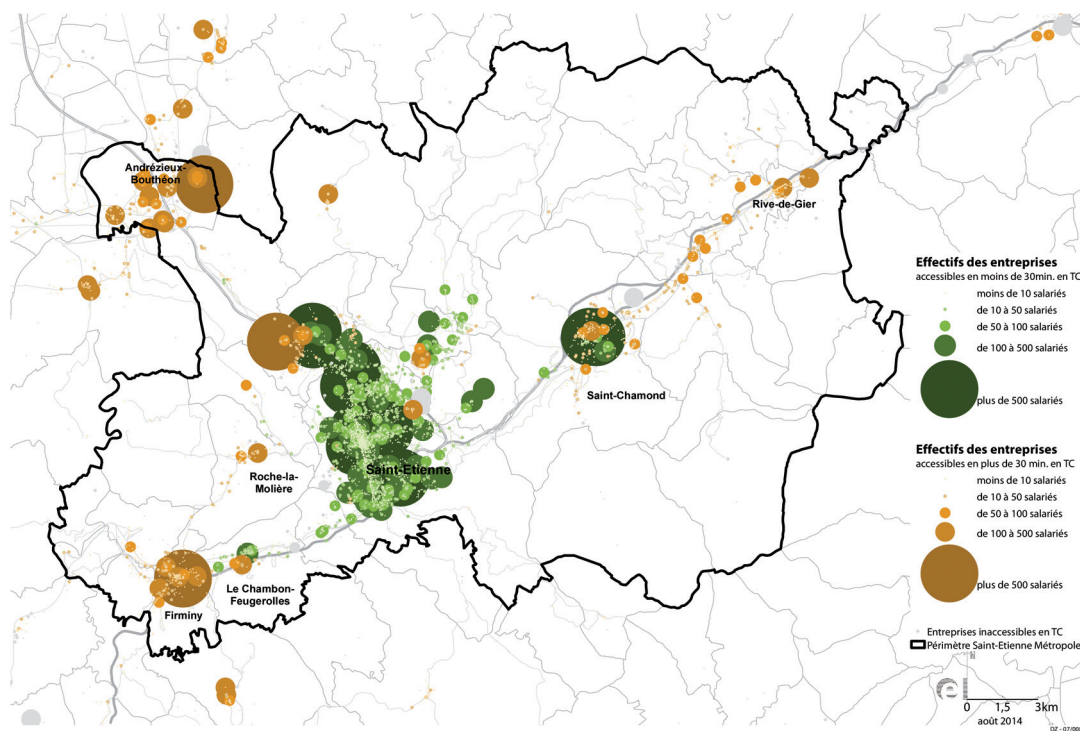 Andrézieux-
Bouthéon
Rive-de-Gier
Saint-Chamond
Saint-Etienne
Roche-la-
Molière
Le Chambon-
Feugerolles
Firminy
Effectifs des entreprises
accessibles en moins de 30min. en TC
moins de 10 salariés
de 10 à 50 salariés
de 50 à 100 salariés
de 100 à 500 salariés
plus de 500 salariés
Effectifs des entreprises
accessibles en plus de 30 min. en TC
moins de 10 salariés
de 10 à 50 salariés
de 50 à 100 salariés
de 100 à 500 salariés
plus de 500 salariés
Entreprises inaccessibles en TC
Périmètre Saint-Etienne Métropole
N
0 1,5 3km
août 2014